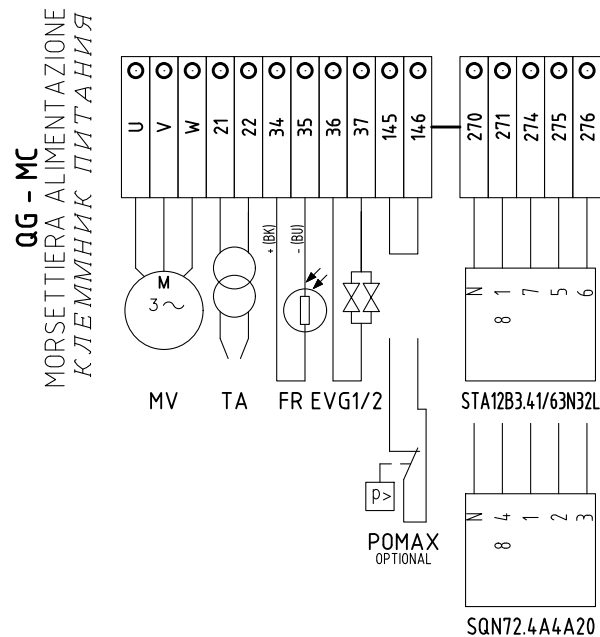 QG - MC
MORSETTIERA ALIMENTAZIONE
КЛЕММНИК ПИТАНИЯ
U V W 21 22 34 35 36 37 145 146 270 271 274 275 276
+ (BK) - (BU)
M
3~
N 1 7 5 6
8
MV TA FR EVG1/2 STA12B3.41/63N32L
P>
N 4 1 2 3
8
POMAX
OPTIONAL
SQN72.4A4A20